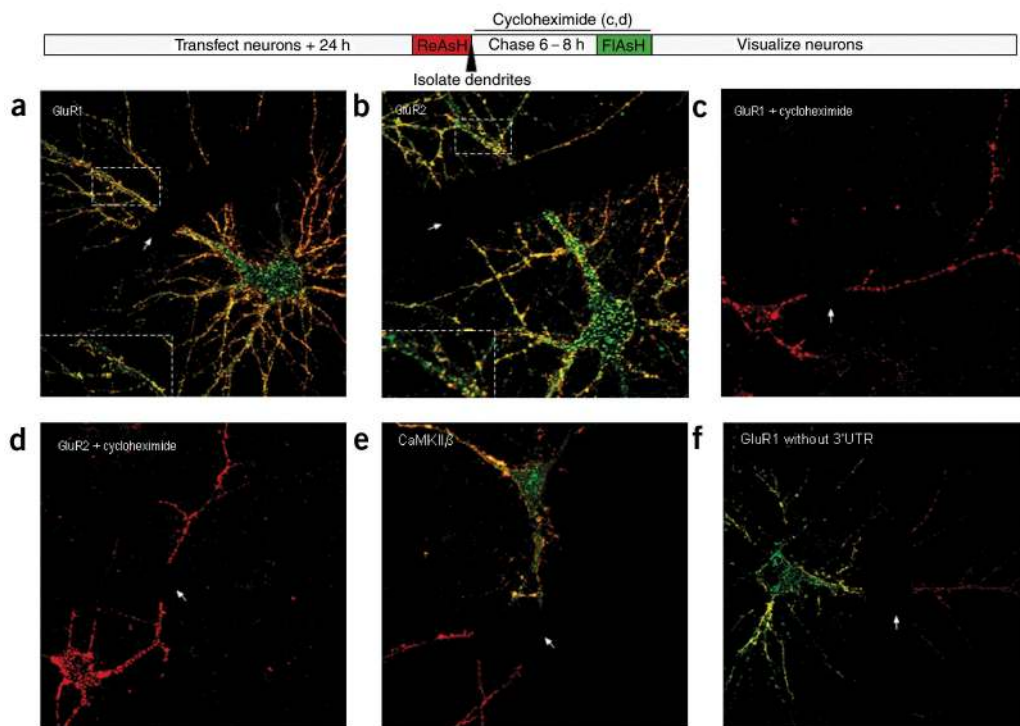 Cycloheximide (c,d)
Transfect neurons + 24 h ReAsH Chase 6 – 8 h FlAsH Visualize neurons
Isolate dendrites
a GluR1
b GluR2
c GluR1 + cycloheximide
d GluR2 + cycloheximide
e CaMKII,β
f GluR1 without 3'UTR